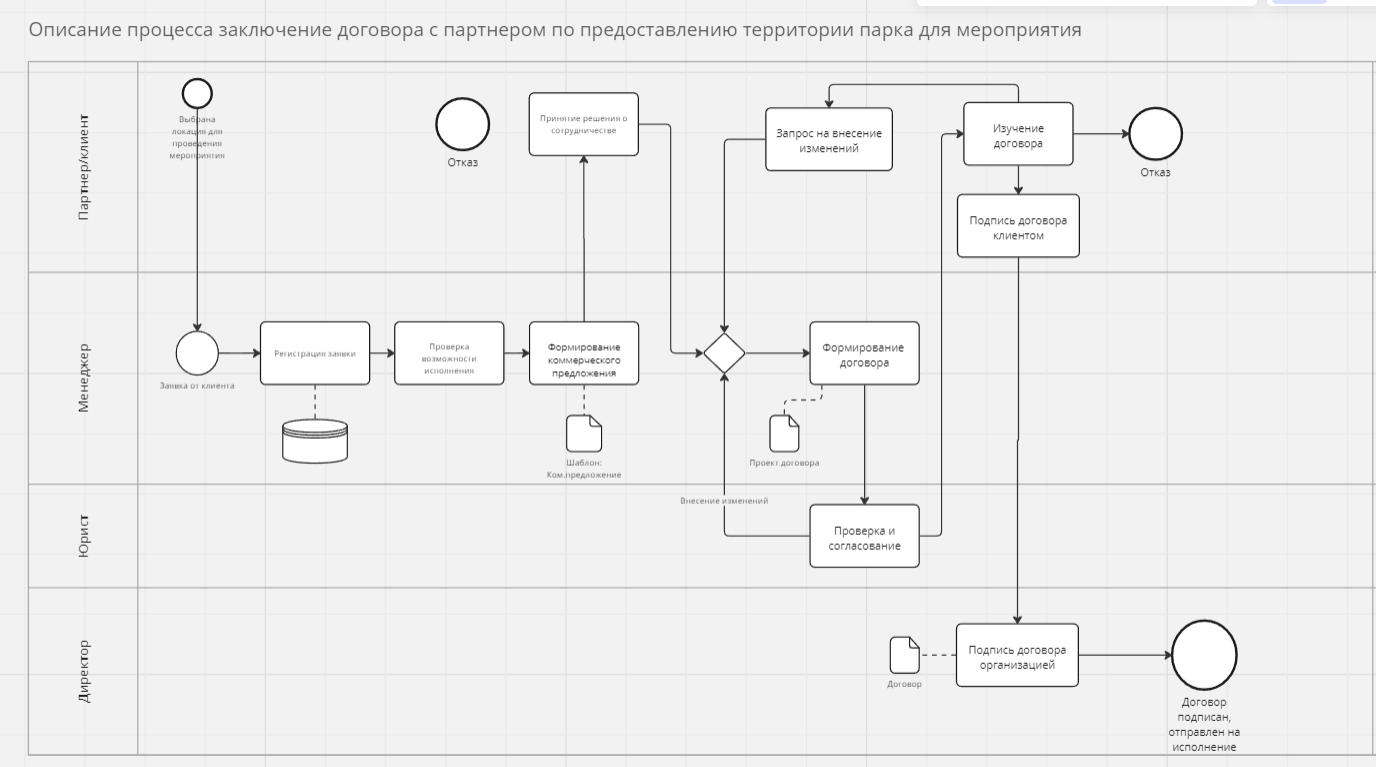 Описание процесса заключение договора с партнером по предоставлению территории парка для мероприятия
Партнер/клиент
Выбрана
локация для
проведения
мероприятия
Отказ
Принятие решения о
сотрудничестве
Запрос на внесение
изменений
Изучение
договора
Отказ
Подпись договора
клиентом
Менеджер
Заявка от клиента
Регистрация заявки
Проверка
возможности
исполнения
Формирование
коммерческого
предложения
Шаблон:
Ком.предложение
Формирование
договора
Проект договора
Юрист
Внесение изменений
Проверка и
согласование
Директор
Договор
Подпись договора
организацией
Договор
подписан,
отправлен на
исполнение